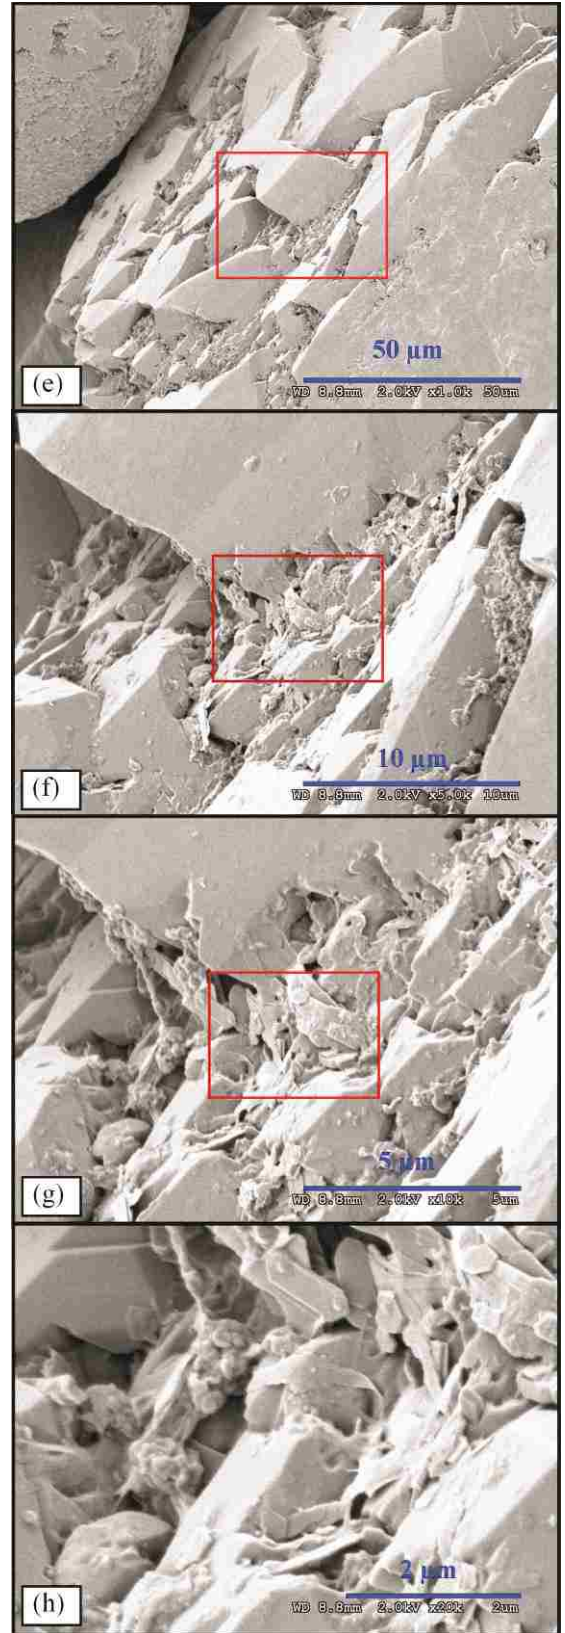 50 µm
(e)
WD 8.8mm 2.0kV x1.0k 50um
10 µm
(f)
WD 8.8mm 2.0kV x5.0k 10um
5 µm
(g)
WD 8.8mm 2.0kV x10k 5um
2 µm
(h)
WD 8.8mm 2.0kV x20k 2um